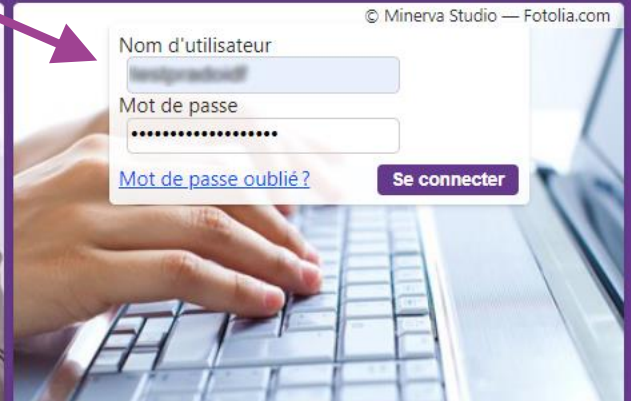 © Minerva Studio — Fotolia.com
Nom d'utilisateur
Mot de passe
•••••••••••••••••••
Mot de passe oublié ?
Se connecter